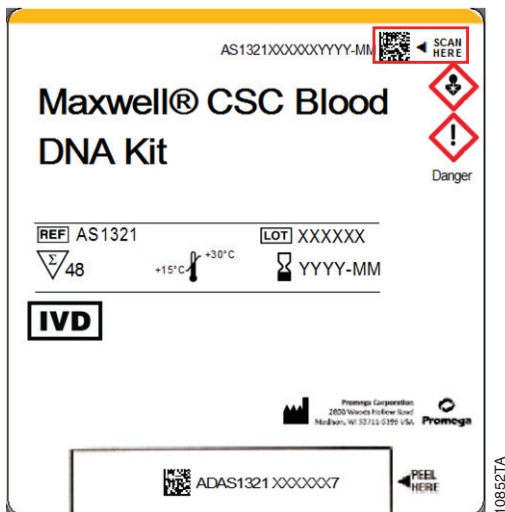 AS1321XXXXXXYYYY-MM
SCAN
HERE
Maxwell® CSC Blood
DNA Kit
Danger
REF AS1321
LOT XXXXXX
Σ 48
+15°C +30°C
YYYY-MM
IVD
Promega Corporation
2800 Woods Hollow Road
Madison, WI 53711-5399 USA
Promega
ADAS1321XXXXXX7
PEEL
HERE
10852TA